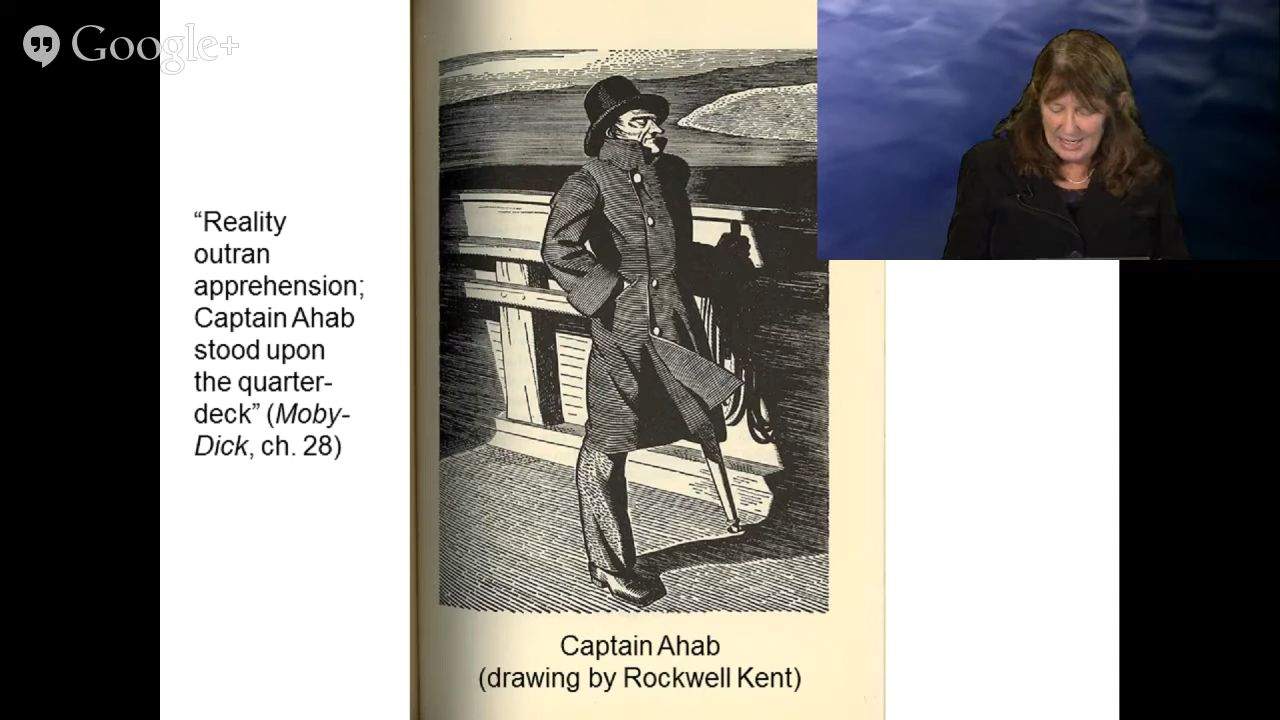 Google+
“Reality
outran
apprehension;
Captain Ahab
stood upon
the quarter-
deck” (Moby-
Dick, ch. 28)
Captain Ahab
(drawing by Rockwell Kent)